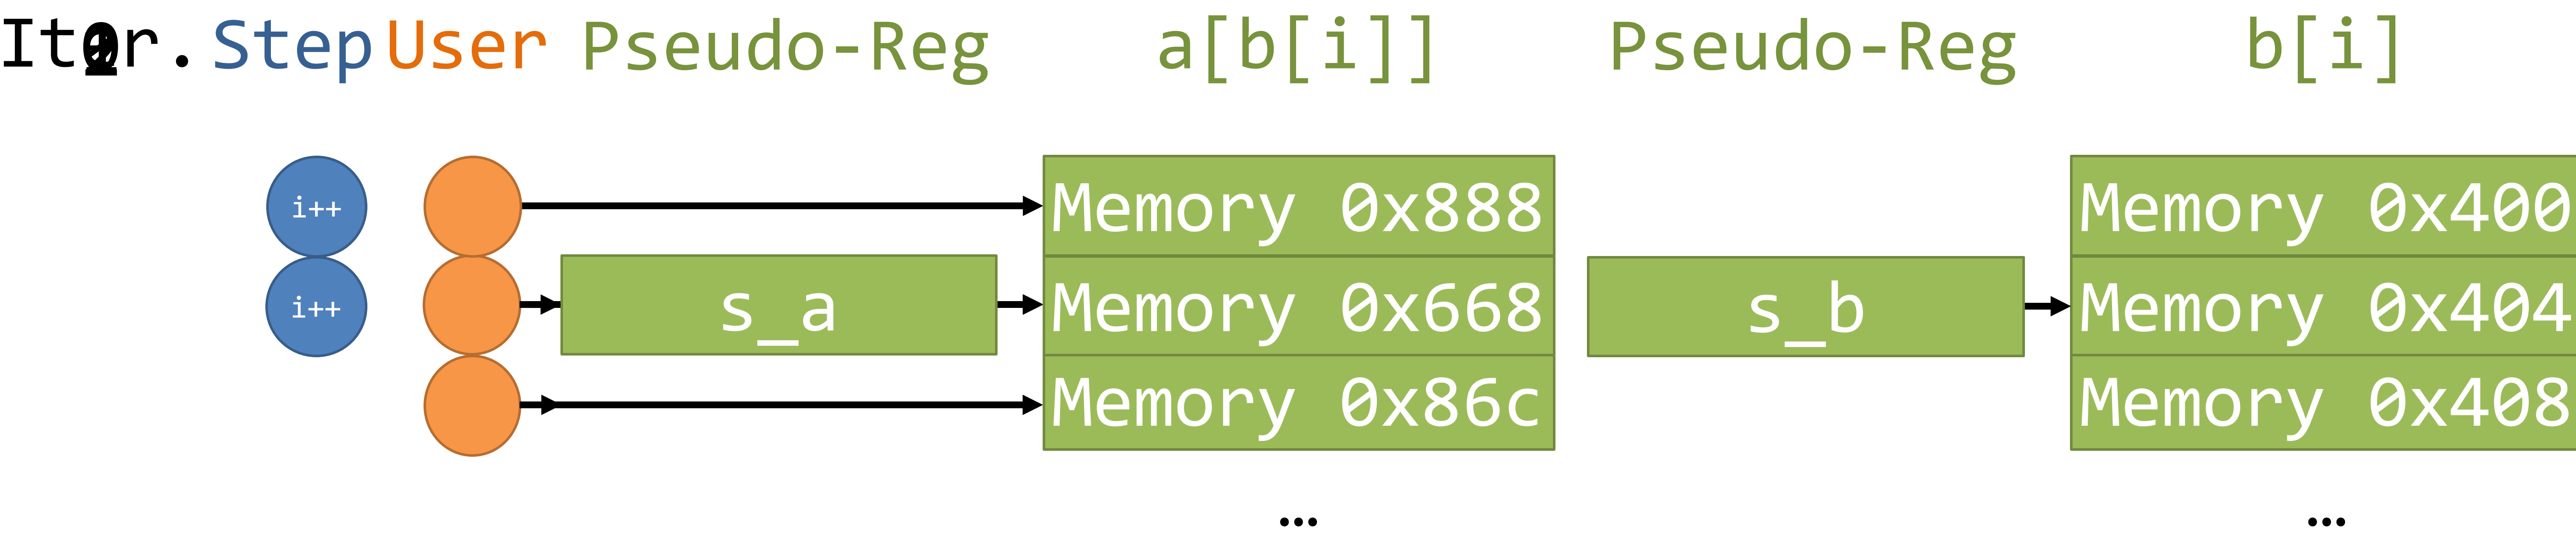 Iter. Step User Pseudo-Reg a[b[i]] Pseudo-Reg b[i]
i++ Memory 0x888 Memory 0x400
i++ s_a Memory 0x668 s_b Memory 0x404
Memory 0x86c Memory 0x408
... ...